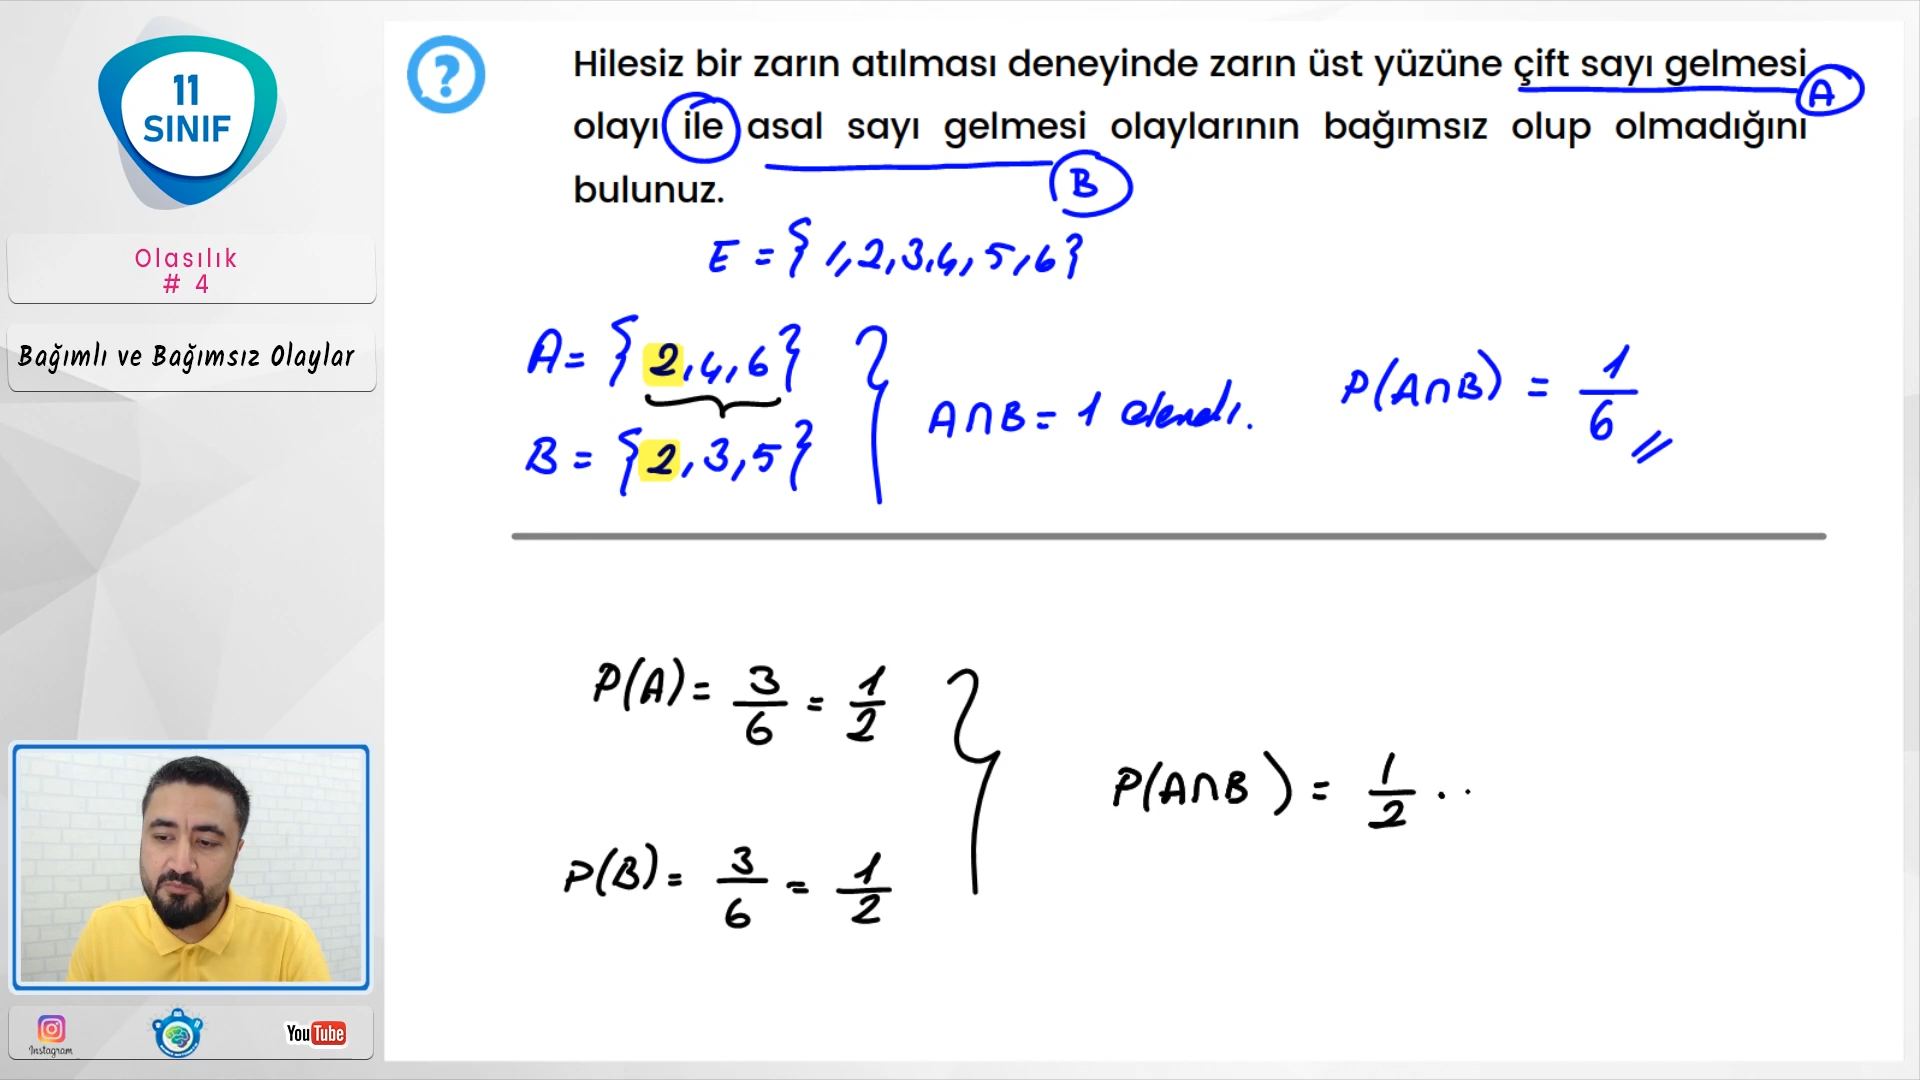 11
SINIF
Olasılık
# 4
Bağımlı ve Bağımsız Olaylar
Instagram
YouTube
Hilesiz bir zarın atılması deneyinde zarın üst yüzüne çift sayı gelmesi
A
olayı ile asal sayı gelmesi olaylarının bağımsız olup olmadığını
B
bulunuz.
E = { 1, 2, 3, 4, 5, 6 }
A = { 2, 4, 6 }
B = { 2, 3, 5 }
A∩B = 1 elemanlı.
P(A∩B) = 1/6 //
P(A) = 3/6 = 1/2
P(B) = 3/6 = 1/2
P(A∩B) = 1/2 . .